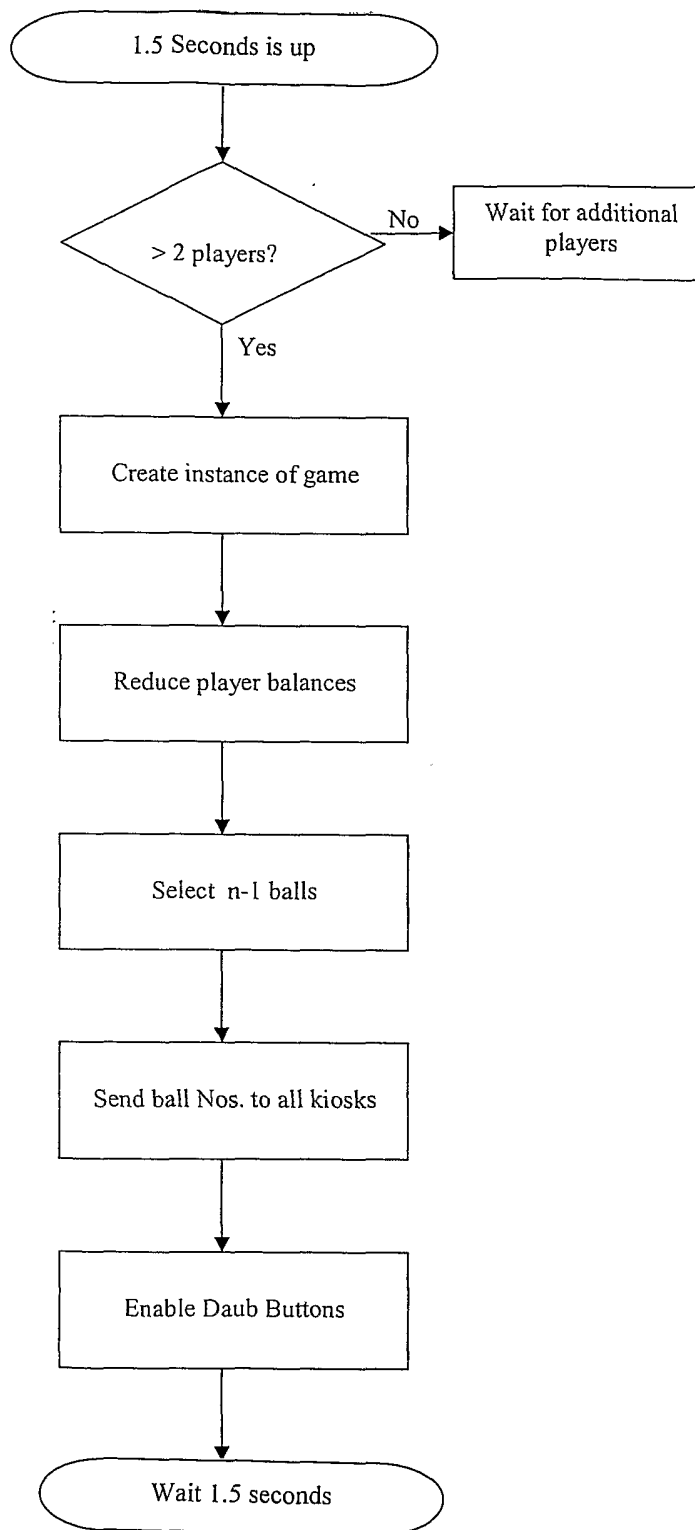 1.5 Seconds is up
> 2 players?
No
Wait for additional
players
Yes
Create instance of game
Reduce player balances
Select n-1 balls
Send ball Nos. to all kiosks
Enable Daub Buttons
Wait 1.5 seconds